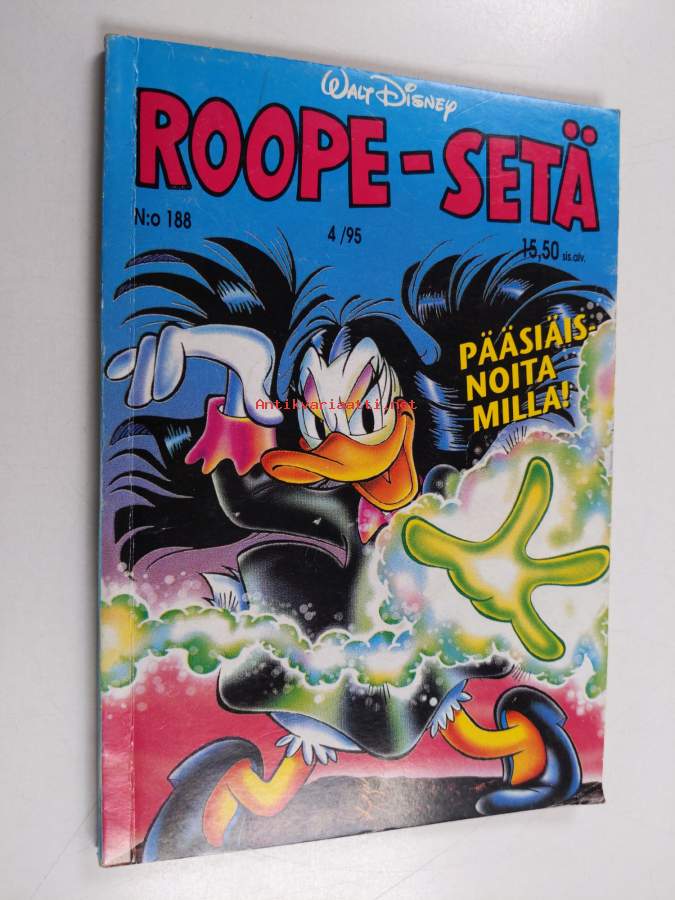 Walt Disney
ROOPE-SETÄ
N:o 188
4/95
15,50 sis.alv.
PÄÄSIÄIS-
NOITA
MILLA!
Antikvariaatti.net